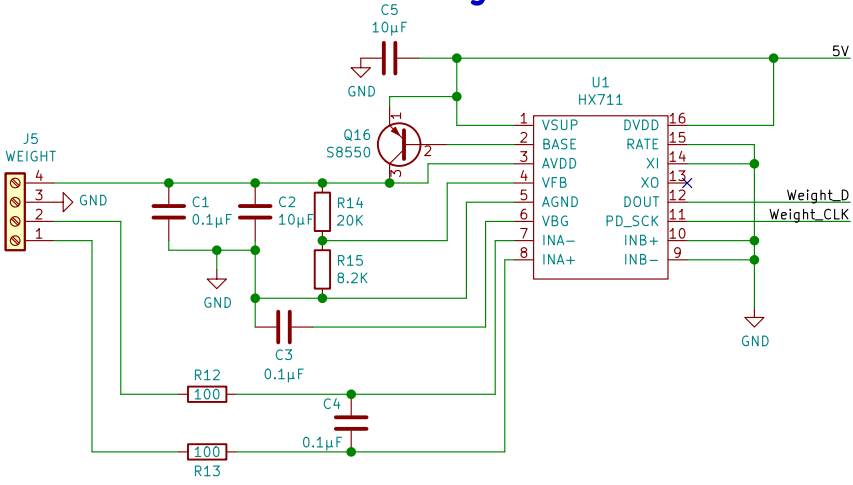 C5
10µF
GND
5V
U1
HX711
Q16
S8550
1
2
3
J5
WEIGHT
4
3
2
1
GND
C1
0.1µF
C2
10µF
R14
20K
R15
8.2K
GND
1 VSUP DVDD 16
2 BASE RATE 15
3 AVDD XI 14
4 VFB XO 13
5 AGND DOUT 12 Weight_D
6 VBG PD_SCK 11 Weight_CLK
7 INA- INB+ 10
8 INA+ INB- 9
GND
C3
0.1µF
R12
100
C4
0.1µF
100
R13